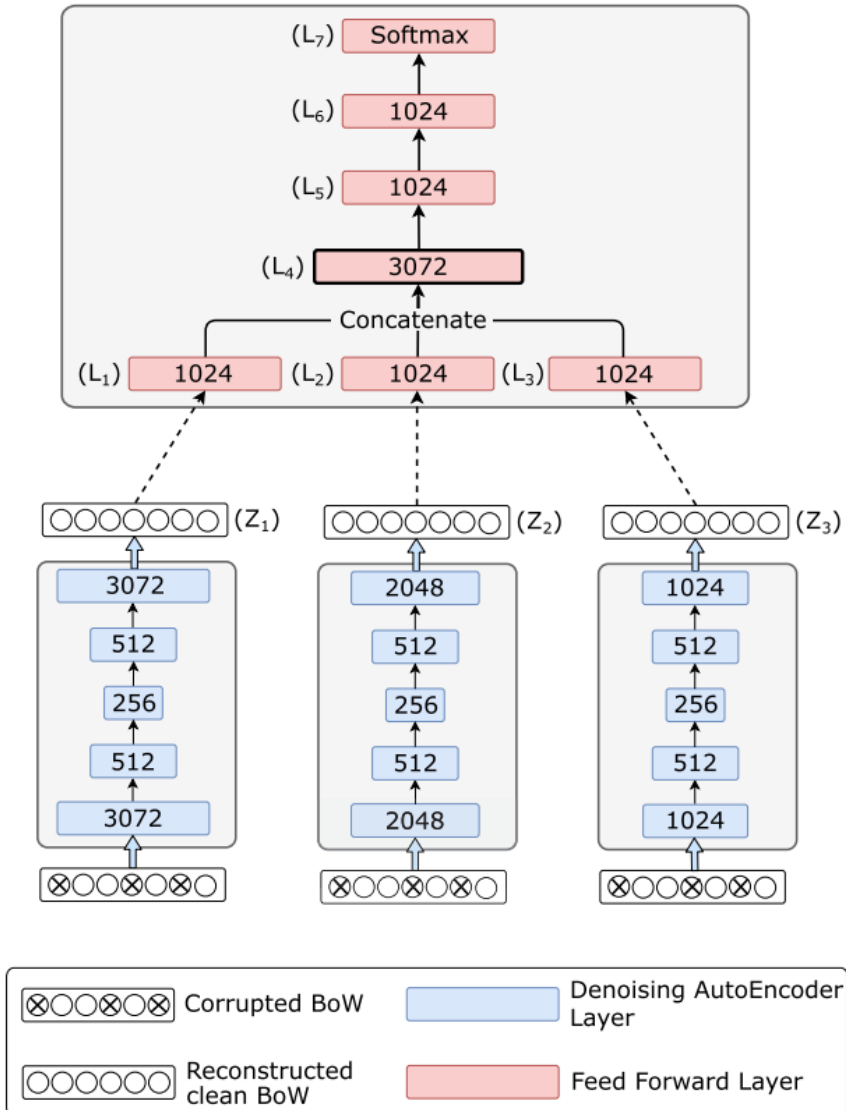 (L₇) Softmax
(L₆) 1024
(L₅) 1024
(L₄) 3072
Concatenate
(L₁) 1024 (L₂) 1024 (L₃) 1024
(Z₁) (Z₂) (Z₃)
3072 2048 1024
512 512 512
256 256 256
512 512 512
3072 2048 1024
Corrupted BoW
Denoising AutoEncoder
Layer
Reconstructed
clean BoW
Feed Forward Layer